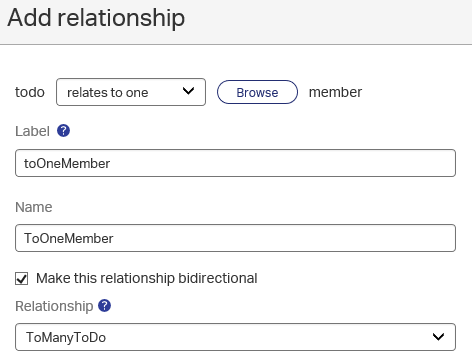 Add relationship
todo relates to one Browse member
Label ?
toOneMember
Name
ToOneMember
Make this relationship bidirectional
Relationship ?
ToManyToDo